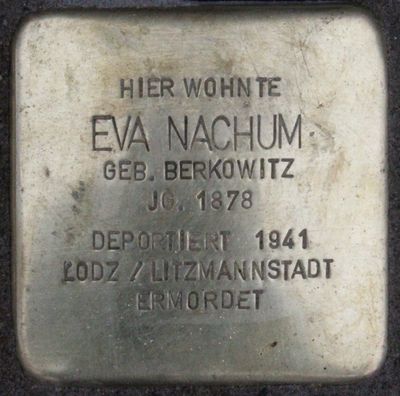 HIER WOHNTE
EVA NACHUM
GEB. BERKOWITZ
JG. 1878
DEPORTIERT 1941
ŁODZ / LITZMANNSTADT
ERMORDET